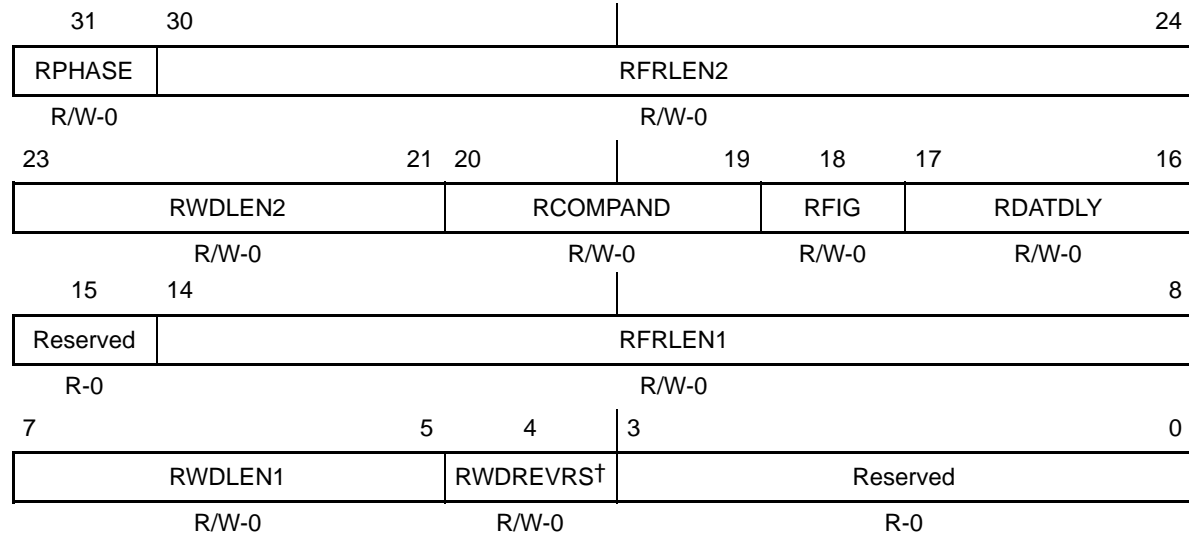 31 30 24
RPHASE RFRLEN2
R/W-0 R/W-0
23 21 20 19 18 17 16
RWDLEN2 RCOMPAND RFIG RDATDLY
R/W-0 R/W-0 R/W-0 R/W-0
15 14 8
Reserved RFRLEN1
R-0 R/W-0
7 5 4 3 0
RWDLEN1 RWDREVRS† Reserved
R/W-0 R/W-0 R-0